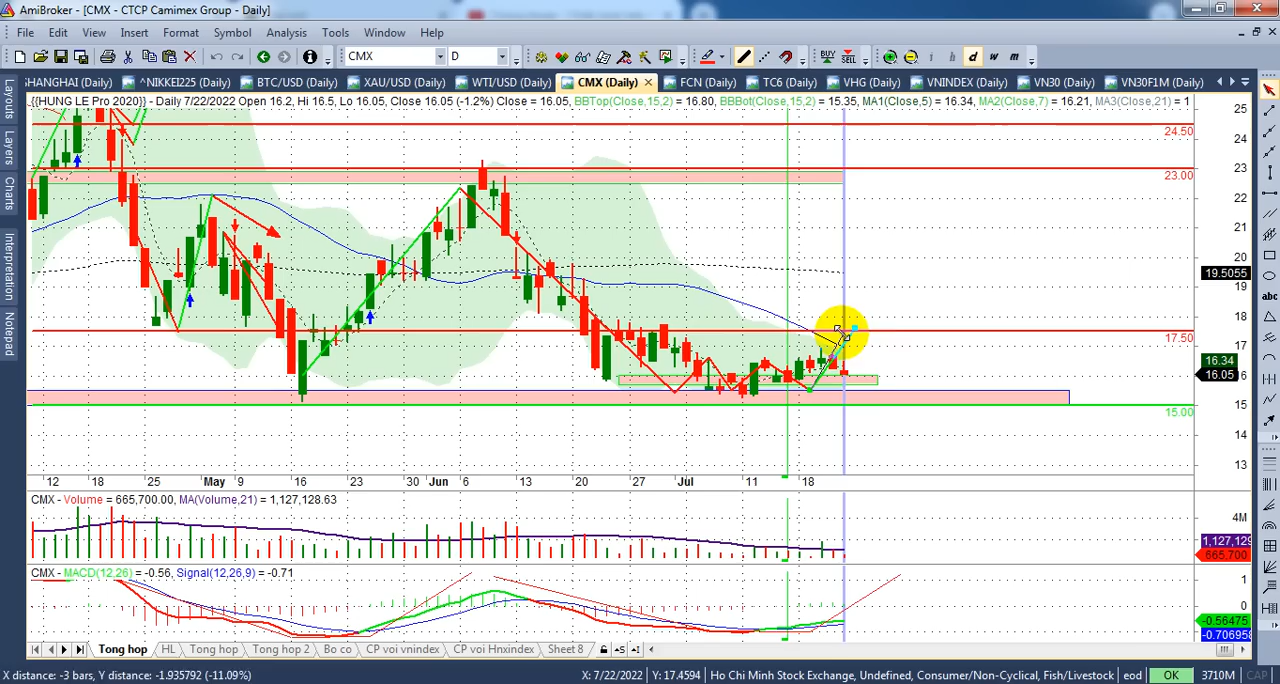 AmiBroker - [CMX - CTCP Camimex Group - Daily]
File Edit View Insert Format Symbol Analysis Tools Window Help
CMX D BUY SELL i h d w m
SHANGHAI (Daily) ^NIKKEI225 (Daily) BTC/USD (Daily) XAU/USD (Daily) WTI/USD (Daily) CMX (Daily) FCN (Daily) TC6 (Daily) VHG (Daily) VNINDEX (Daily) VN30 (Daily) VN30F1M (Daily)
{{HUNG LE Pro 2020}} - Daily 7/22/2022 Open 16.2, Hi 16.5, Lo 16.05, Close 16.05 (-1.2%) Close = 16.05, BBTop(Close,15,2) = 16.80, BBBot(Close,15,2) = 15.35, MA1(Close,5) = 16.34, MA2(Close,7) = 16.21, MA3(Close,21) = 1
Layouts
Layers
Charts
Interpretation
Notepad
25
24
24.50
23
23.00
22
21
20
19.5055
19
18
17.50
17
16.34
16.05 16
15
15.00
14
13
12 18 25 May 9 16 23 30 Jun 6 13 20 27 Jul 11 18
abc
CMX - Volume = 665,700.00, MA(Volume,21) = 1,127,128.63
4M
1,127,129
665,700
CMX - MACD(12,26) = -0.56, Signal(12,26,9) = -0.71
1
0
-0.56475
-0.706958
Tong hop HL Tong hop Tong hop 2 Bo co CP voi vnindex CP voi Hnxindex Sheet 8
X distance: -3 bars, Y distance: -1.935792 (-11.09%) X: 7/22/2022 Y: 17.4594 Ho Chi Minh Stock Exchange, Undefined, Consumer/Non-Cyclical, Fish/Livestock eod OK 3710M CAP